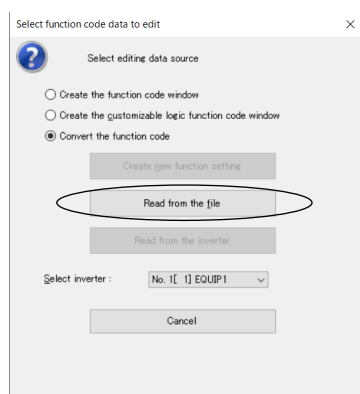 Select function code data to edit
Select editing data source
Create the function code window
Create the customizable logic function code window
Convert the function code
Create new function setting
Read from the file
Read from the inverter
Select inverter :
No. 1[ 1] EQUIP1
Cancel